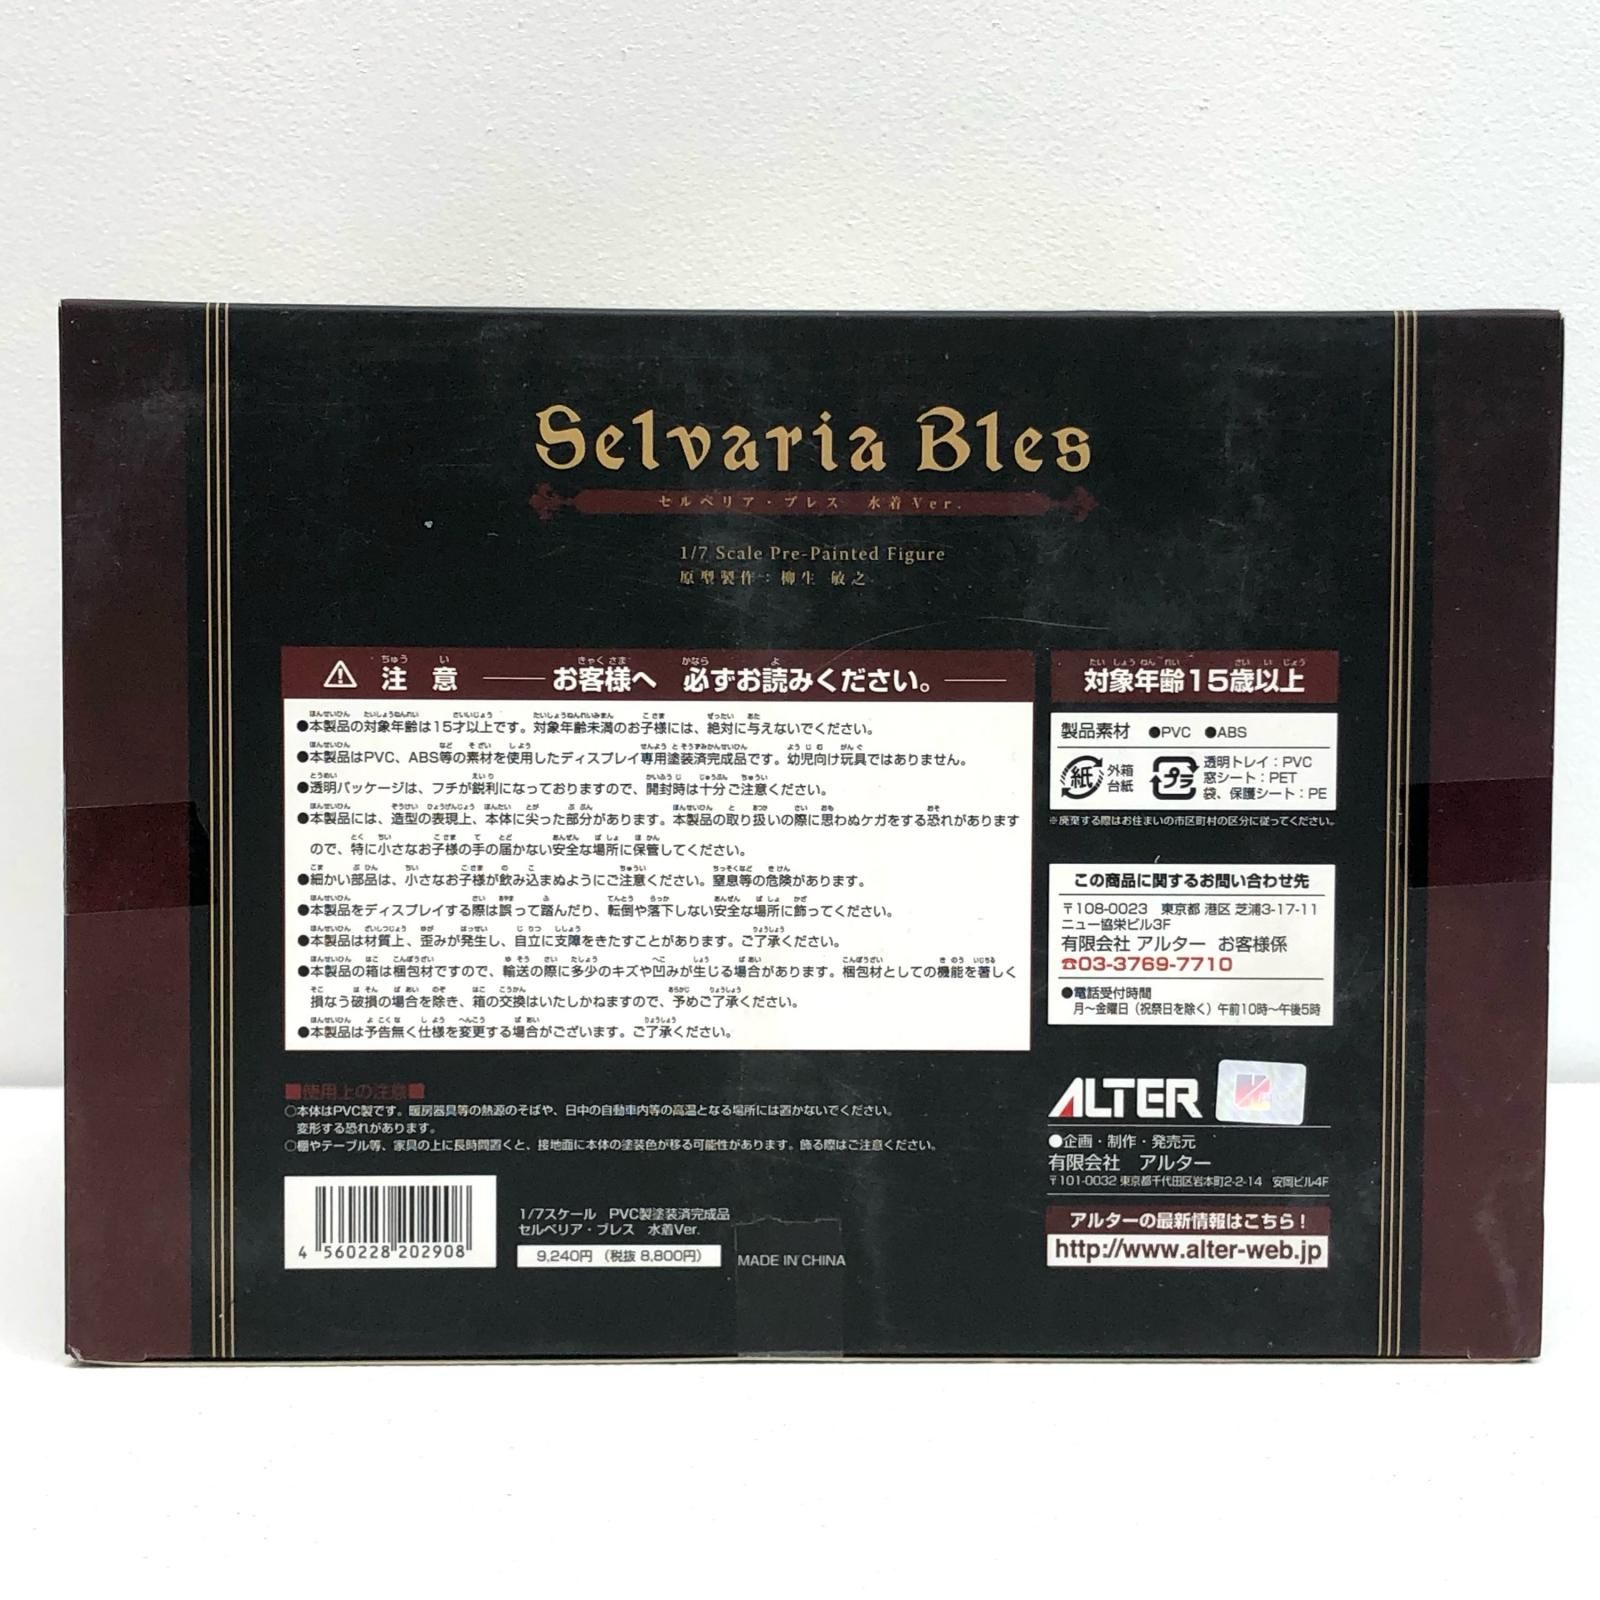 Selvaria Bles
セルベリア・ブレス 水着Ver.
1/7 Scale Pre-Painted Figure
原型製作:柳生 敏之
⚠ 注意 お客様へ 必ずお読みください。
●本製品の対象年齢は15才以上です。対象年齢未満のお子様には、絶対に与えないでください。
●本製品はPVC、ABS等の素材を使用したディスプレイ専用塗装済完成品です。幼児向け玩具ではありません。
●透明パッケージは、フチが鋭利になっておりますので、開封時は十分ご注意ください。
●本製品には、造型の表現上、本体に尖った部分があります。本製品の取り扱いの際に思わぬケガをする恐れがあります
ので、特に小さなお子様の手の届かない安全な場所に保管してください。
●細かい部品は、小さなお子様が飲み込まぬようにご注意ください。窒息等の危険があります。
●本製品をディスプレイする際は誤って踏んだり、転倒や落下しない安全な場所に飾ってください。
●本製品は材質上、歪みが発生し、自立に支障をきたすことがあります。ご了承ください。
●本製品の箱は梱包材ですので、輸送の際に多少のキズや凹みが生じる場合があります。梱包材としての機能を著しく
損なう破損の場合を除き、箱の交換はいたしかねますので、予めご了承ください。
●本製品は予告無く仕様を変更する場合がございます。ご了承ください。
■使用上の注意■
○本体はPVC製です。暖房器具等の熱源のそばや、日中の自動車内等の高温となる場所には置かないでください。
変形する恐れがあります。
○棚やテーブル等、家具の上に長時間置くと、接地面に本体の塗装色が移る可能性があります。飾る際はご注意ください。
4 560228 202908
1/7スケール PVC製塗装済完成品
セルベリア・ブレス 水着Ver.
9,240円 (税抜 8,800円)
MADE IN CHINA
対象年齢15歳以上
製品素材 ●PVC ●ABS
紙 外箱
台紙
プラ 透明トレイ:PVC
窓シート:PET
袋、保護シート:PE
※廃棄する際はお住まいの市区町村の区分に従ってください。
この商品に関するお問い合わせ先
〒108-0023 東京都 港区 芝浦3-17-11
ニュー協栄ビル3F
有限会社 アルター お客様係
☎03-3769-7710
●電話受付時間
月〜金曜日(祝祭日を除く)午前10時〜午後5時
ALTER
●企画・制作・発売元
有限会社 アルター
〒101-0032 東京都千代田区岩本町2-2-14 安岡ビル4F
アルターの最新情報はこちら!
http://www.alter-web.jp